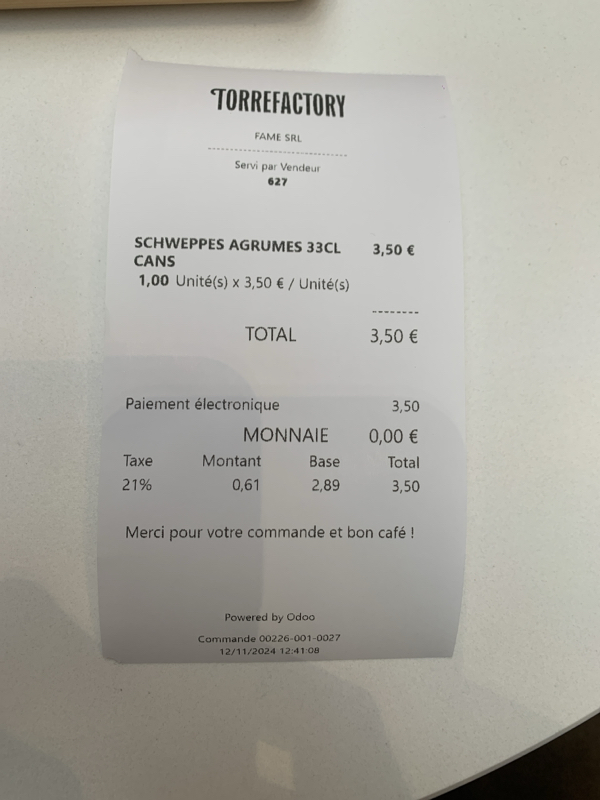 TORREFACTORY
FAME SRL
--------------------------------
Servi par Vendeur
627
SCHWEPPES AGRUMES 33CL 3,50 €
CANS
1,00 Unité(s) x 3,50 € / Unité(s)
--------
TOTAL 3,50 €
Paiement électronique 3,50
MONNAIE 0,00 €
Taxe Montant Base Total
21% 0,61 2,89 3,50
Merci pour votre commande et bon café !
Powered by Odoo
Commande 00226-001-0027
12/11/2024 12:41:08